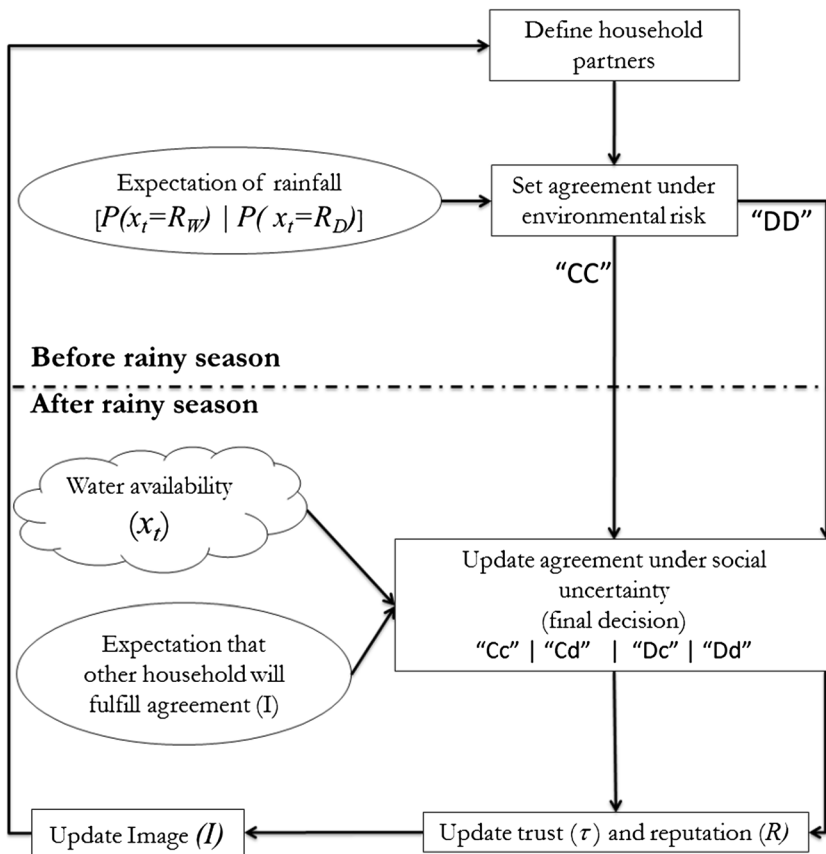 Define household
partners
Expectation of rainfall
[P(xt=RW) | P( xt=RD)]
Set agreement under
environmental risk
“DD”
“CC”
Before rainy season
After rainy season
Water availability
(xt)
Update agreement under social
uncertainty
(final decision)
“Cc” | “Cd” | “Dc” | “Dd”
Expectation that
other household will
fulfill agreement (I)
Update Image (I)
Update trust (τ) and reputation (R)